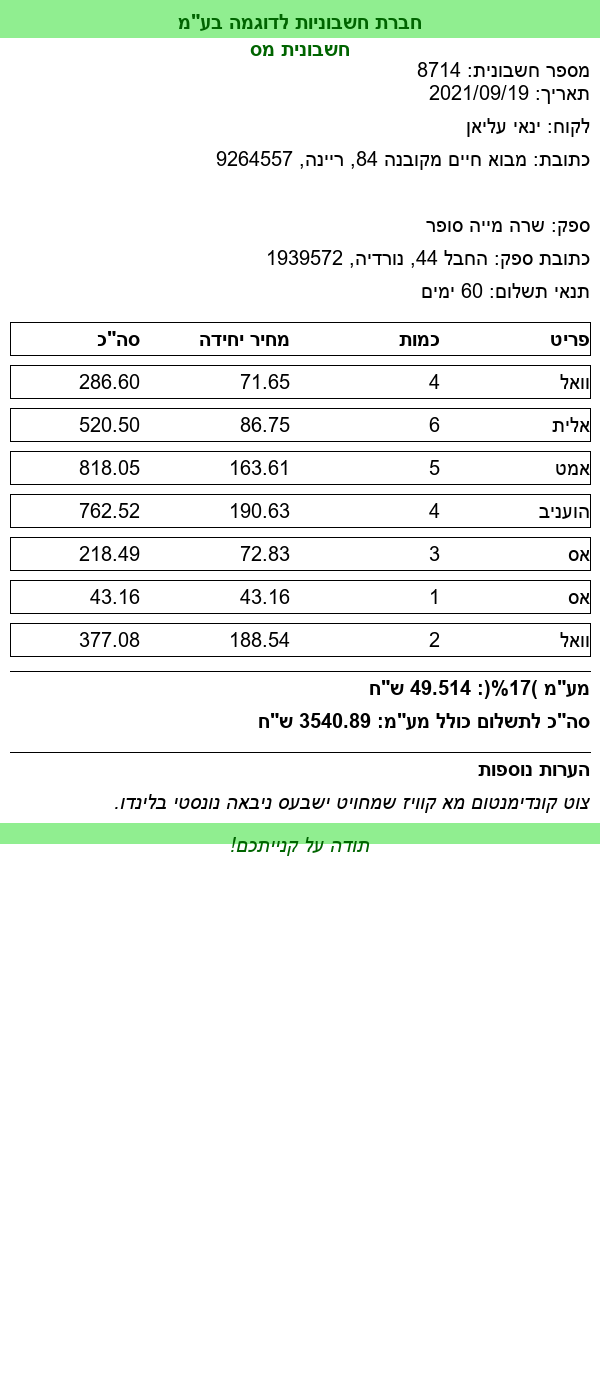 חברת חשבוניות לדוגמה בע"מ
חשבונית מס
מספר חשבונית: 8714
תאריך: 2021/09/19
לקוח: ינאי עליאן
כתובת: מבוא חיים מקובנה 84, ריינה, 9264557
ספק: שרה מייה סופר
כתובת ספק: החבל 44, נורדיה, 1939572
תנאי תשלום: 60 ימים
פריט כמות מחיר יחידה סה"כ
וואל 4 71.65 286.60
אלית 6 86.75 520.50
אמט 5 163.61 818.05
הועניב 4 190.63 762.52
אס 3 72.83 218.49
אס 1 43.16 43.16
וואל 2 188.54 377.08
מע"מ )17%(: 49.514 ש"ח
סה"כ לתשלום כולל מע"מ: 3540.89 ש"ח
הערות נוספות
צוט קונדימנטום מא קוויז שמחויט ישבעס ניבאה נונסטי בלינדו.
תודה על קנייתכם!